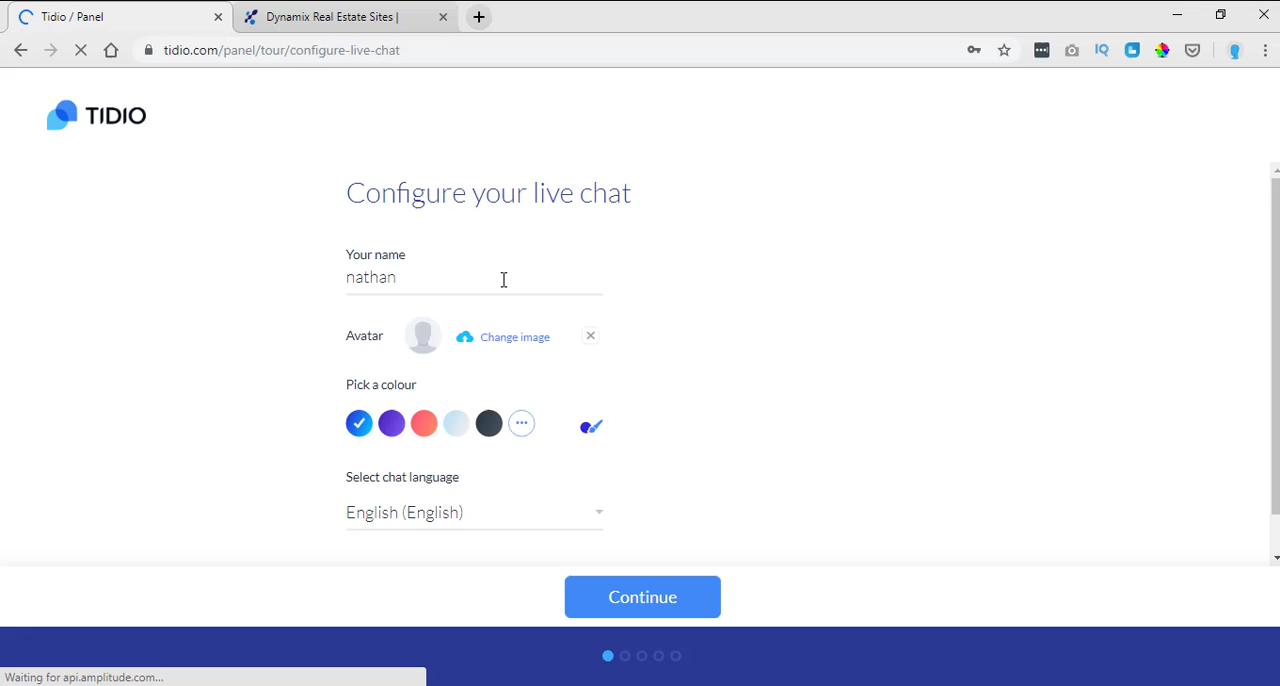 Tidio / Panel
Dynamix Real Estate Sites |
tidio.com/panel/tour/configure-live-chat
IQ
TIDIO
Configure your live chat
Your name
nathan
Avatar
Change image
Pick a colour
Select chat language
English (English)
Continue
Waiting for api.amplitude.com...